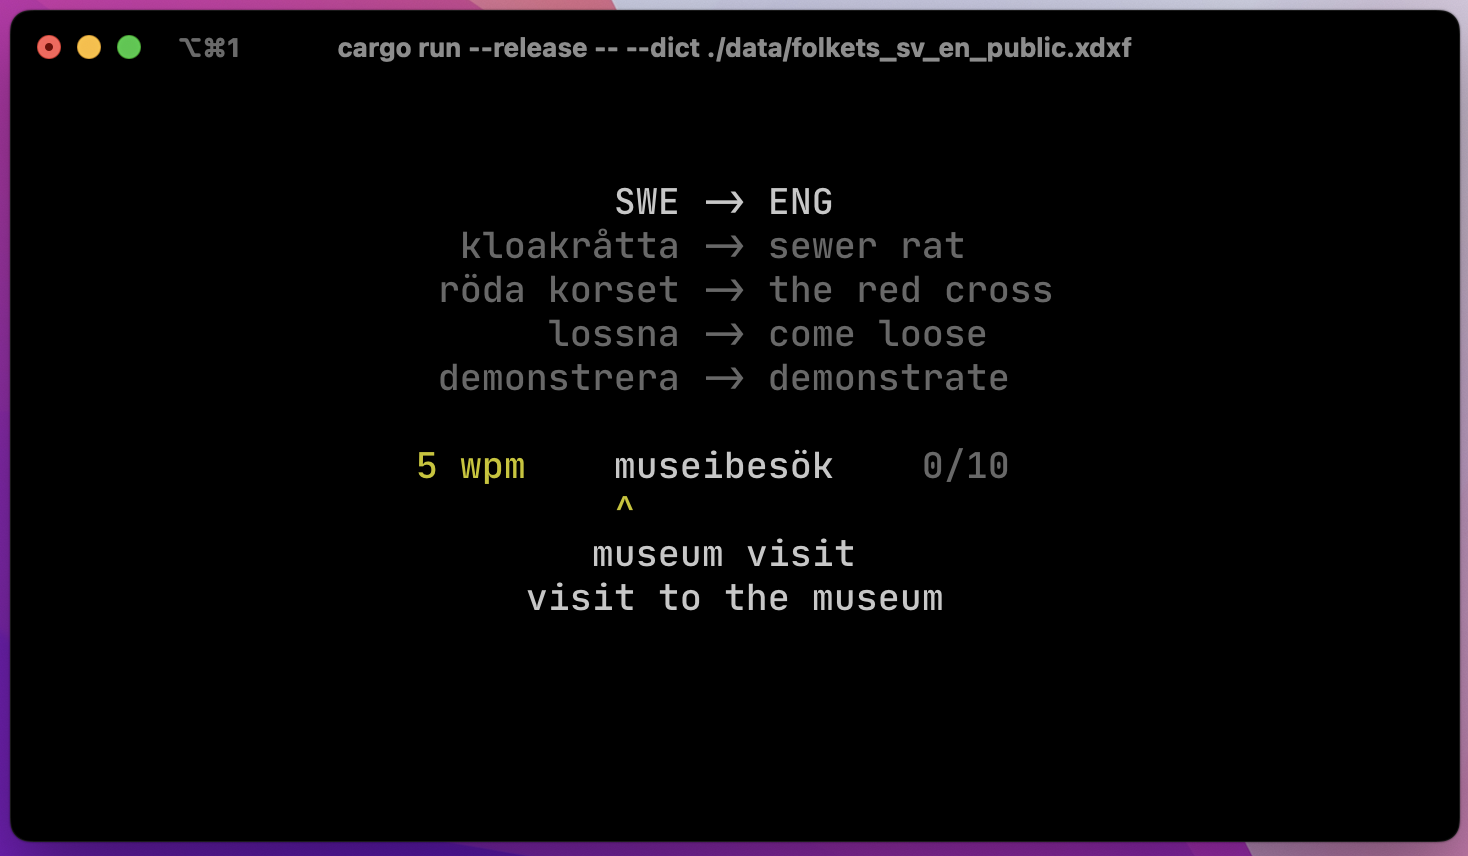 ⌥⌘1 cargo run --release -- --dict ./data/folkets_sv_en_public.xdxf
SWE -> ENG
kloakråtta -> sewer rat
röda korset -> the red cross
lossna -> come loose
demonstrera -> demonstrate
5 wpm museibesök 0/10
^
museum visit
visit to the museum